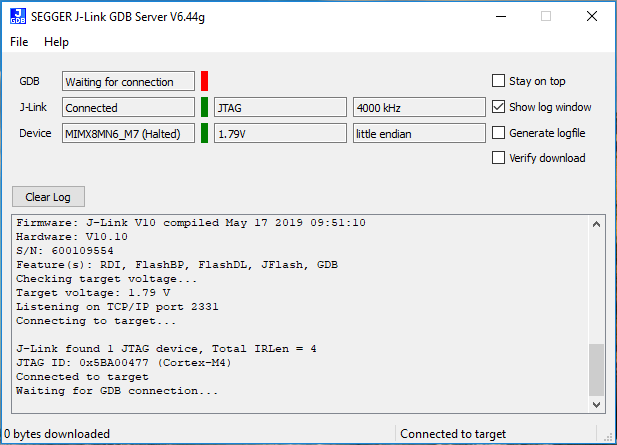 SEGGER J-Link GDB Server V6.44g
File Help
GDB Waiting for connection Stay on top
J-Link Connected JTAG 4000 kHz Show log window
Device MIMX8MN6_M7 (Halted) 1.79V little endian Generate logfile
Verify download
Clear Log
Firmware: J-Link V10 compiled May 17 2019 09:51:10
Hardware: V10.10
S/N: 600109554
Feature(s): RDI, FlashBP, FlashDL, JFlash, GDB
Checking target voltage...
Target voltage: 1.79 V
Listening on TCP/IP port 2331
Connecting to target...
J-Link found 1 JTAG device, Total IRLen = 4
JTAG ID: 0x5BA00477 (Cortex-M4)
Connected to target
Waiting for GDB connection...
0 bytes downloaded Connected to target